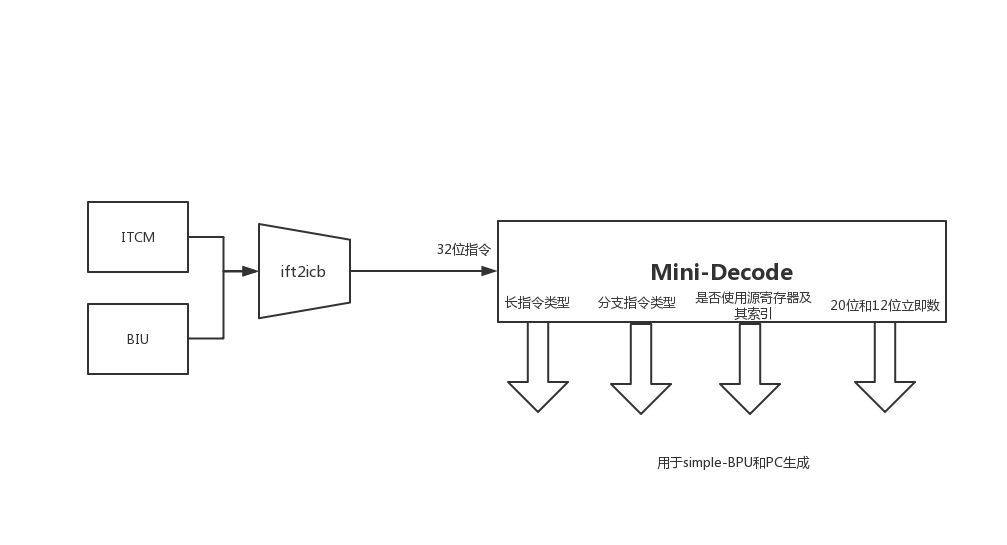 ITCM
BIU
ift2icb
32位指令
Mini-Decode
长指令类型
分支指令类型
是否使用源寄存器及
其索引
20位和12位立即数
用于simple-BPU和PC生成